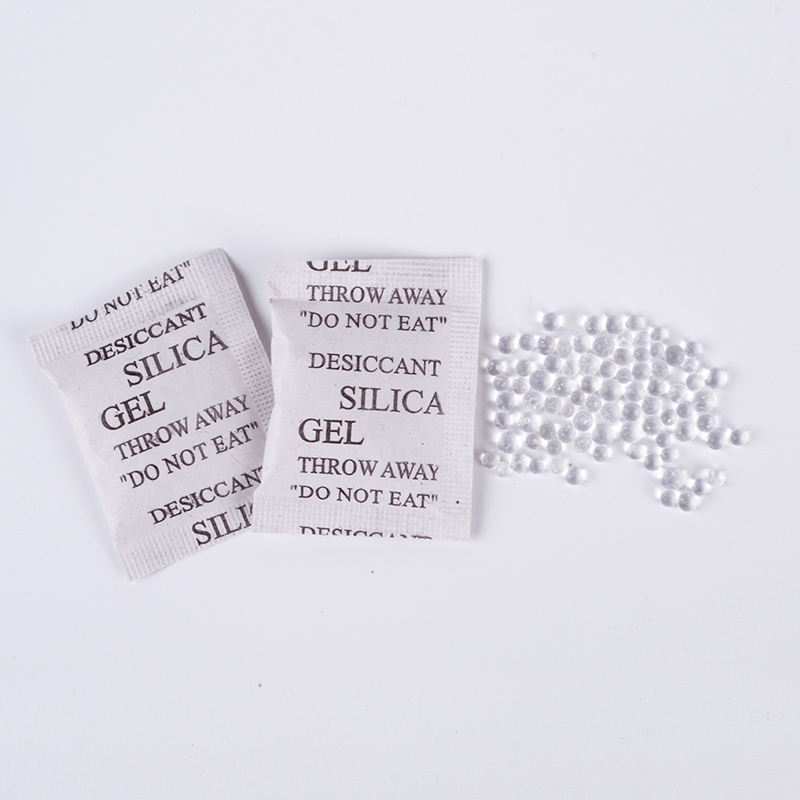 "DO NOT EAT"
DESICCANT
SILICA
GEL
THROW AWAY
"DO NOT EAT"
DESICCANT
SILI
GEL
THROW AWAY
"DO NOT EAT"
DESICCANT
SILICA
GEL
THROW AWAY
"DO NOT EAT"
DESICCANT